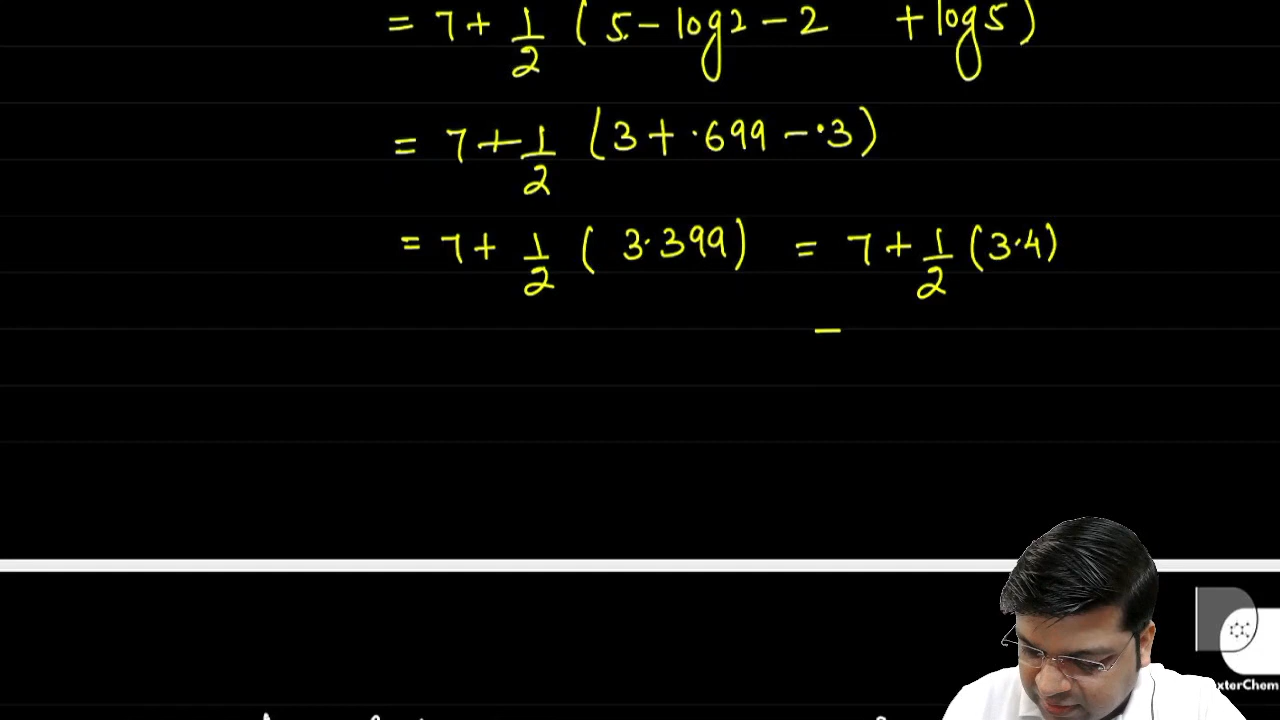 = 7 + 1/2 (5 - log2 - 2 + log5)
= 7 + 1/2 (3 + .699 - .3)
= 7 + 1/2 (3.399) = 7 + 1/2 (3.4)
xterChem